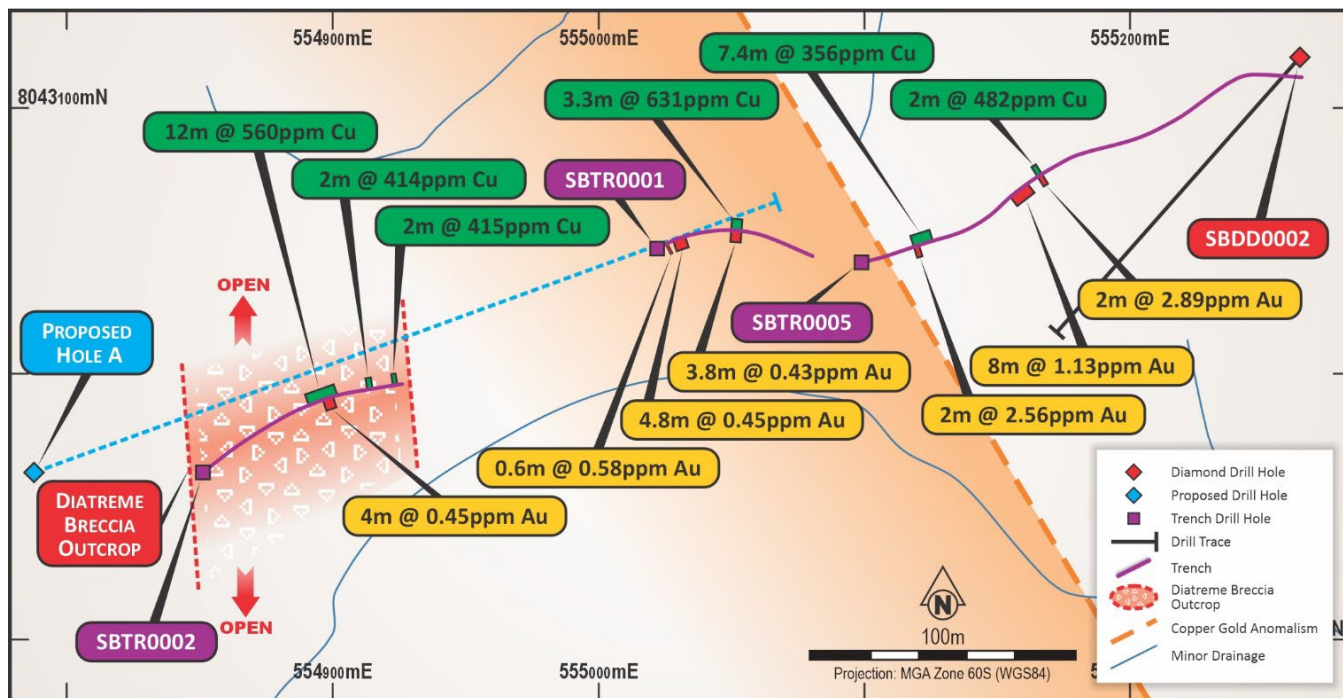 554900mE
555000mE
555200mE
8043100mN
7.4m @ 356ppm Cu
3.3m @ 631ppm Cu
2m @ 482ppm Cu
12m @ 560ppm Cu
2m @ 414ppm Cu
SBTR0001
2m @ 415ppm Cu
SBDD0002
OPEN
PROPOSED
HOLE A
SBTR0005
2m @ 2.89ppm Au
8m @ 1.13ppm Au
3.8m @ 0.43ppm Au
2m @ 2.56ppm Au
4.8m @ 0.45ppm Au
0.6m @ 0.58ppm Au
4m @ 0.45ppm Au
DIATREME
BRECCIA
OUTCROP
SBTR0002
OPEN
Diamond Drill Hole
Proposed Drill Hole
Trench Drill Hole
Drill Trace
Trench
Diatreme Breccia
Outcrop
Copper Gold Anomalism
Minor Drainage
N
100m
Projection: MGA Zone 60S (WGS84)
554900mE
555000mE